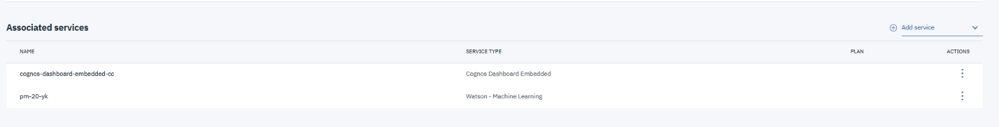 Associated services
Add service
NAME SERVICE TYPE PLAN ACTIONS
cognos-dashboard-embedded-cc Cognos Dashboard Embedded
pm-20-yk Watson - Machine Learning